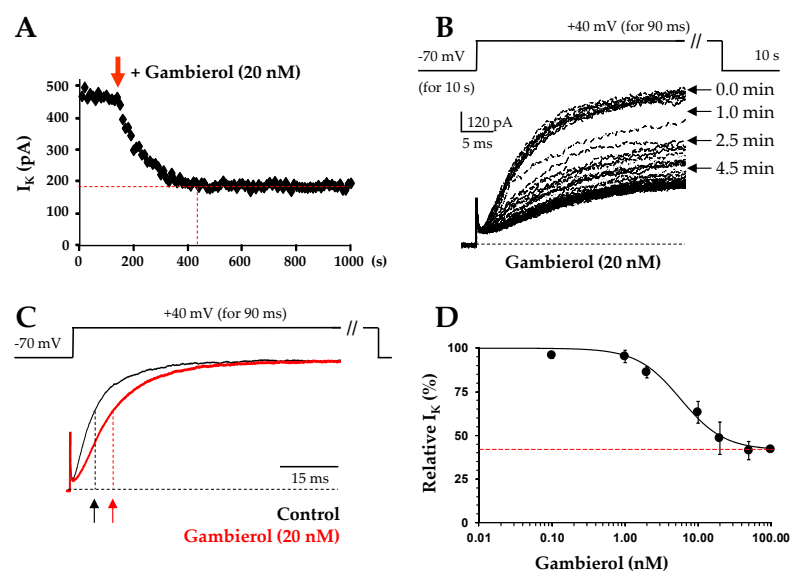 A
+ Gambierol (20 nM)
I_K (pA)
500
400
300
200
100
0
0
200
400
600
800
1000
(s)
B
+40 mV (for 90 ms)
//
-70 mV
10 s
(for 10 s)
120 pA
5 ms
0.0 min
1.0 min
2.5 min
4.5 min
Gambierol (20 nM)
C
+40 mV (for 90 ms)
//
-70 mV
15 ms
Control
Gambierol (20 nM)
D
Relative I_K (%)
100
75
50
25
0
0.01
0.10
1.00
10.00
100.00
Gambierol (nM)